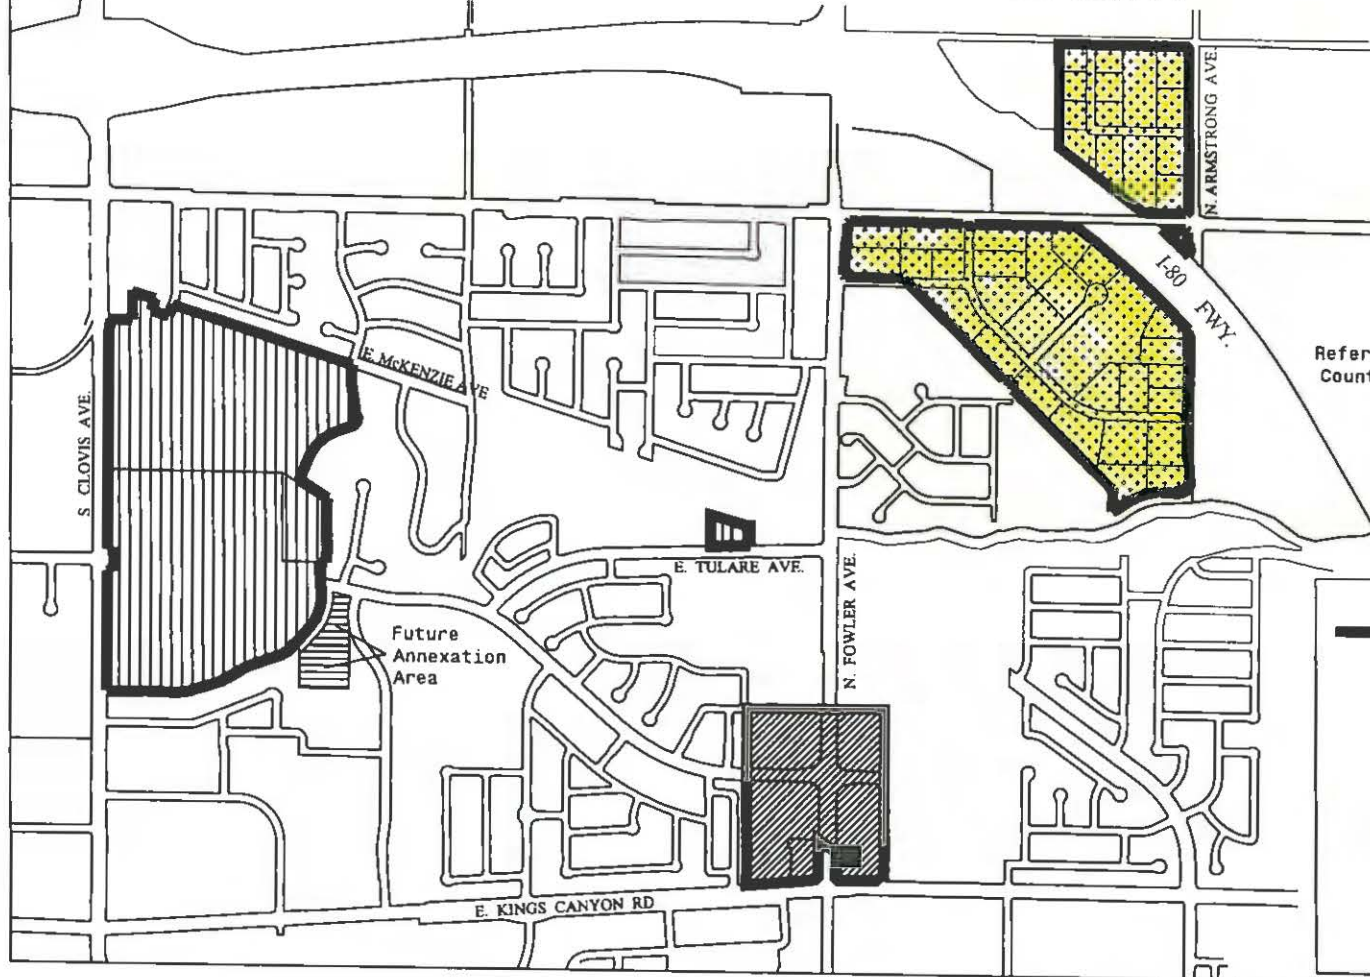 N. ARMSTRONG AVE.
I-80 FWY.
Refer
Count
E. McKENZIE AVE
S CLOVIS AVE.
E. TULARE AVE.
N. FOWLER AVE.
Future
Annexation
Area
E. KINGS CANYON RD